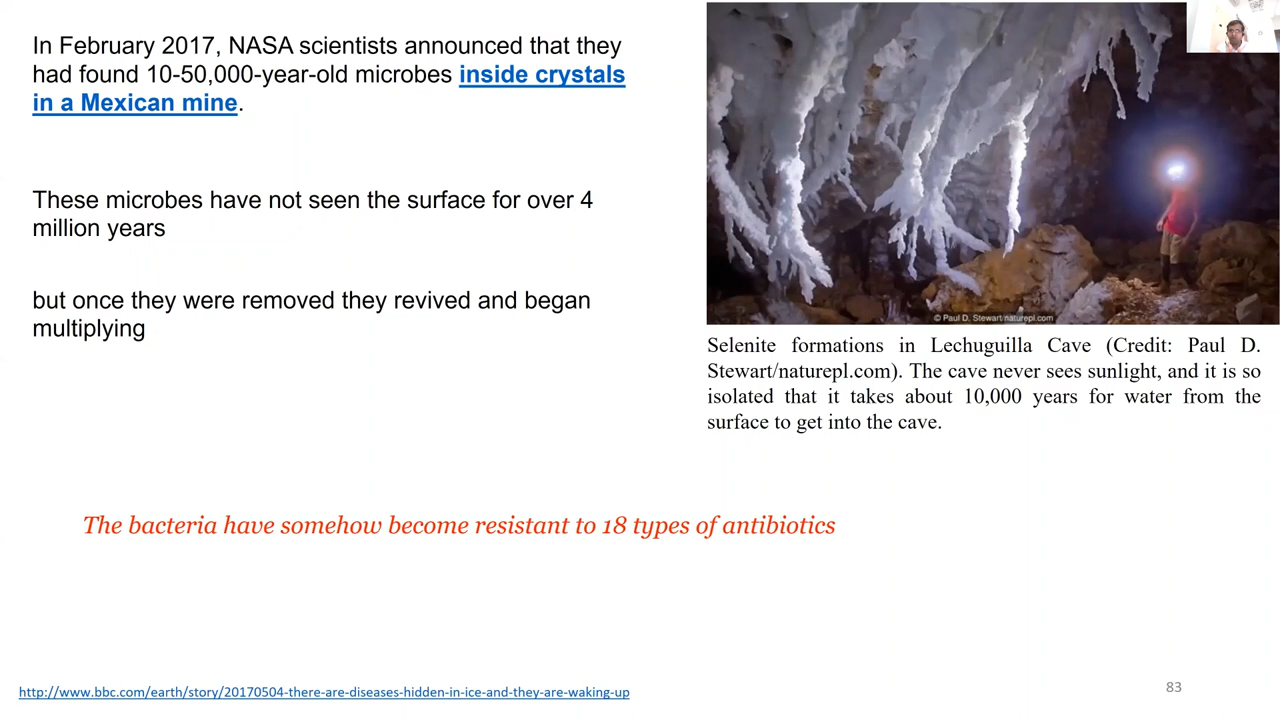 In February 2017, NASA scientists announced that they
had found 10-50,000-year-old microbes inside crystals
in a Mexican mine.
These microbes have not seen the surface for over 4
million years
but once they were removed they revived and began
multiplying
© Paul D. Stewart/naturepl.com
Selenite formations in Lechuguilla Cave (Credit: Paul D.
Stewart/naturepl.com). The cave never sees sunlight, and it is so
isolated that it takes about 10,000 years for water from the
surface to get into the cave.
The bacteria have somehow become resistant to 18 types of antibiotics
http://www.bbc.com/earth/story/20170504-there-are-diseases-hidden-in-ice-and-they-are-waking-up
83